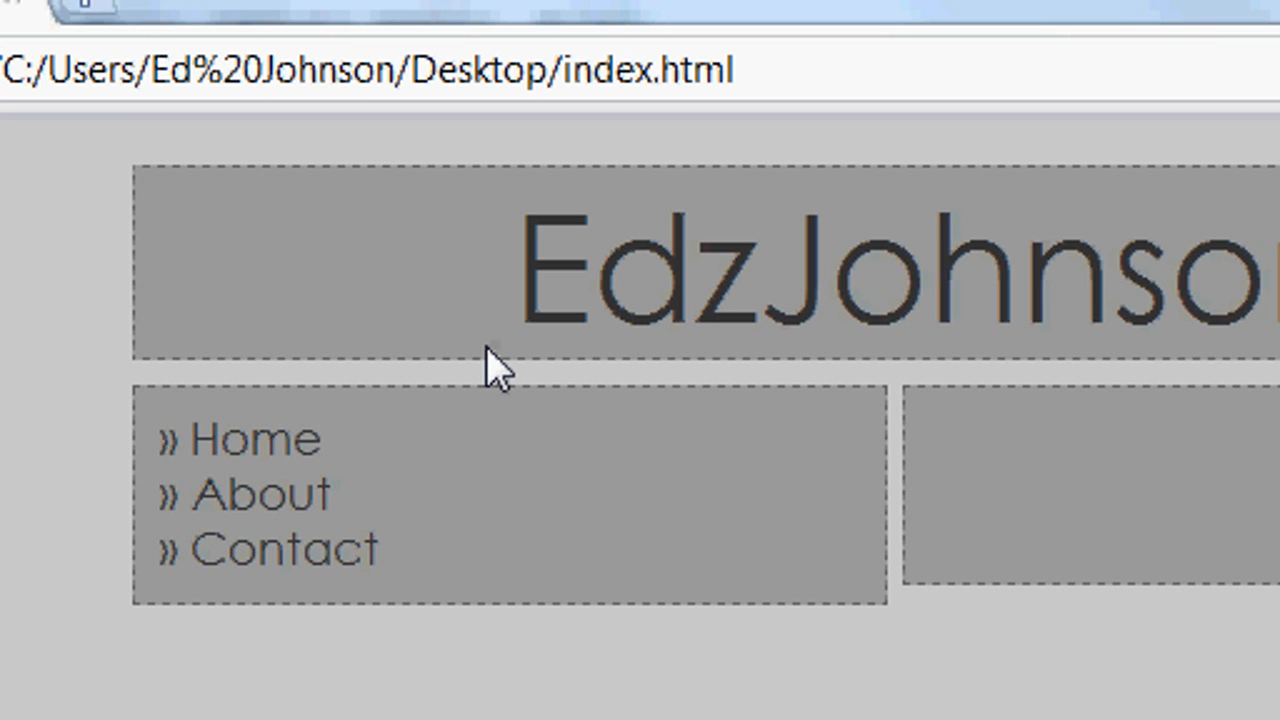 C:/Users/Ed%20Johnson/Desktop/index.html
EdzJohnso
» Home
» About
» Contact